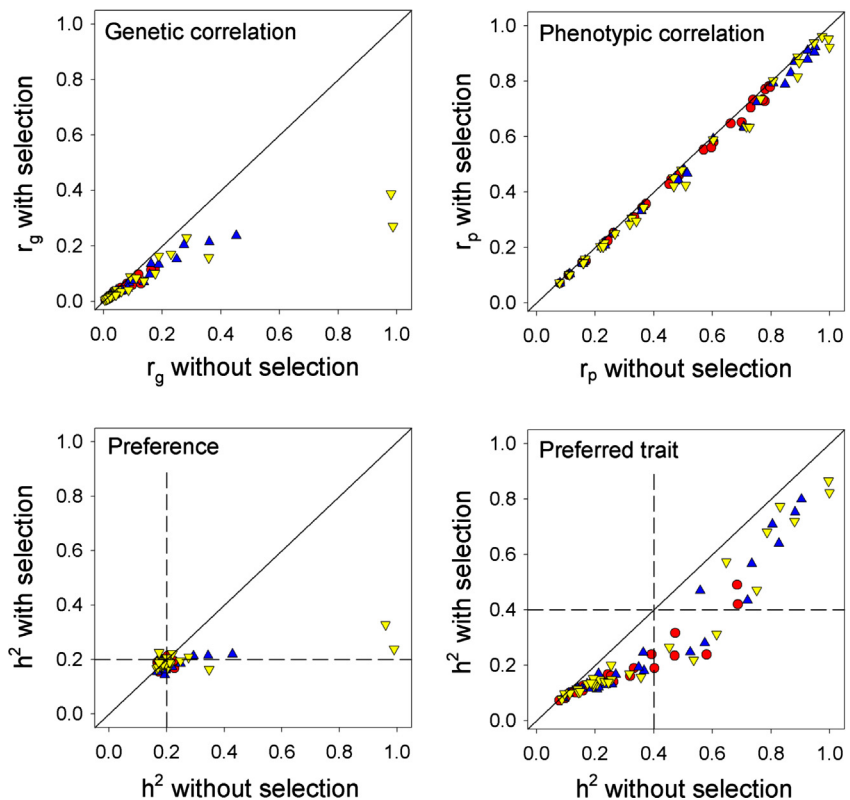 Genetic correlation
1.0
0.8
0.6
0.4
0.2
0.0
rg with selection
0.0 0.2 0.4 0.6 0.8 1.0
rg without selection
Phenotypic correlation
1.0
0.8
0.6
0.4
0.2
0.0
rp with selection
0.0 0.2 0.4 0.6 0.8 1.0
rp without selection
Preference
1.0
0.8
0.6
0.4
0.2
0.0
h² with selection
0.0 0.2 0.4 0.6 0.8 1.0
h² without selection
Preferred trait
1.0
0.8
0.6
0.4
0.2
0.0
h² with selection
0.0 0.2 0.4 0.6 0.8 1.0
h² without selection